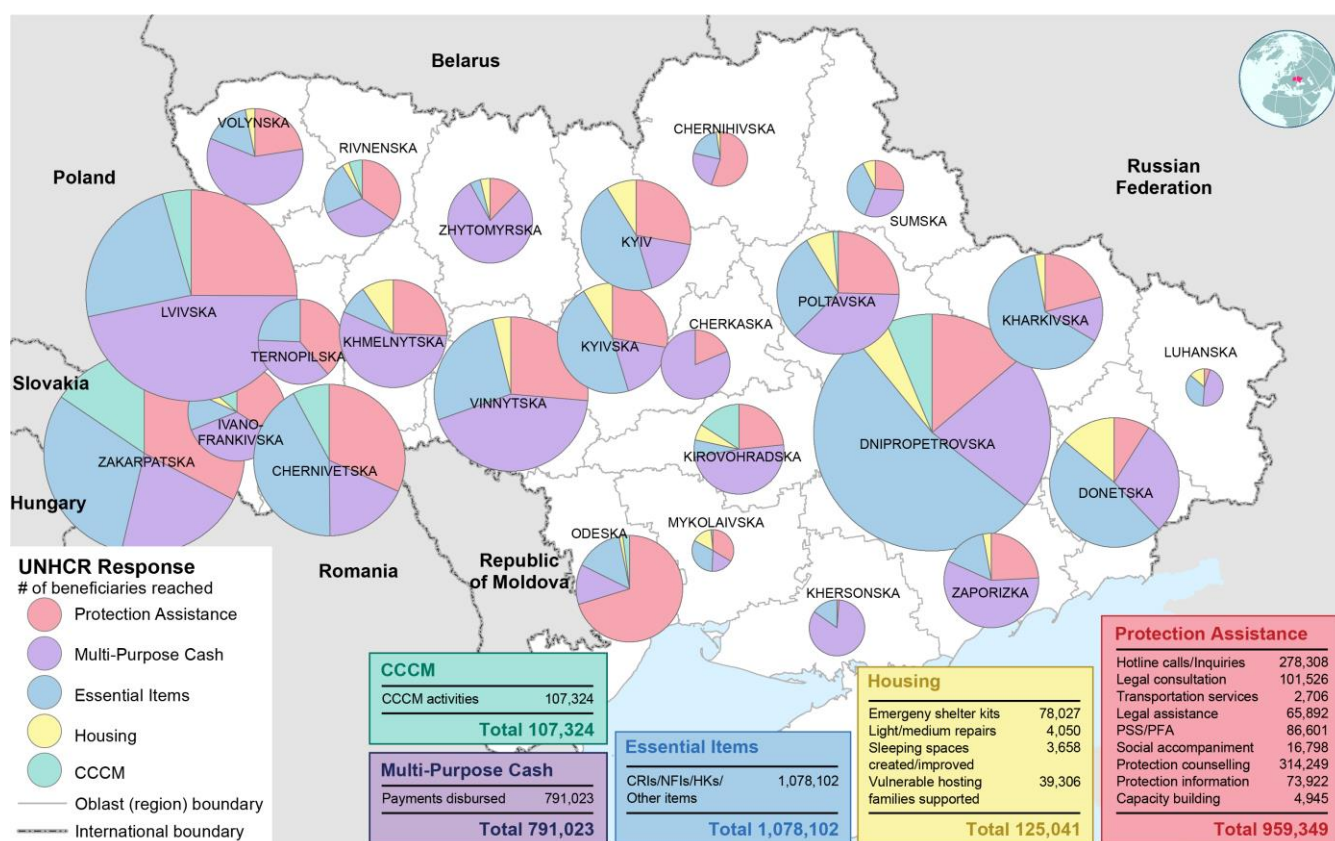 Belarus
VOLYNSKA
RIVNENSKA
CHERNIHIVSKA
Poland
Russian
Federation
ZHYTOMYRSKA
KYIV
SUMSKA
LVIVSKA
POLTAVSKA
KHARKIVSKA
TERNOPILSKA
KHMELNYTSKA
KYIVSKA
CHERKASKA
LUHANSKA
Slovakia
VINNYTSKA
IVANO-
FRANKIVSKA
ZAKARPATSKA
CHERNIVETSKA
KIROVOHRADSKA
DNIPROPETROVSKA
DONETSKA
Hungary
ODESKA
MYKOLAIVSKA
Romania
Republic
of Moldova
KHERSONSKA
ZAPORIZKA
UNHCR Response
# of beneficiaries reached
Protection Assistance
Multi-Purpose Cash
Essential Items
Housing
CCCM
Oblast (region) boundary
International boundary
CCCM
CCCM activities 107,324
Total 107,324
Multi-Purpose Cash
Payments disbursed 791,023
Total 791,023
Essential Items
CRIs/NFIs/HKs/ 1,078,102
Other items
Total 1,078,102
Housing
Emergeny shelter kits 78,027
Light/medium repairs 4,050
Sleeping spaces 3,658
created/improved
Vulnerable hosting 39,306
families supported
Total 125,041
Protection Assistance
Hotline calls/Inquiries 278,308
Legal consultation 101,526
Transportation services 2,706
Legal assistance 65,892
PSS/PFA 86,601
Social accompaniment 16,798
Protection counselling 314,249
Protection information 73,922
Capacity building 4,945
Total 959,349